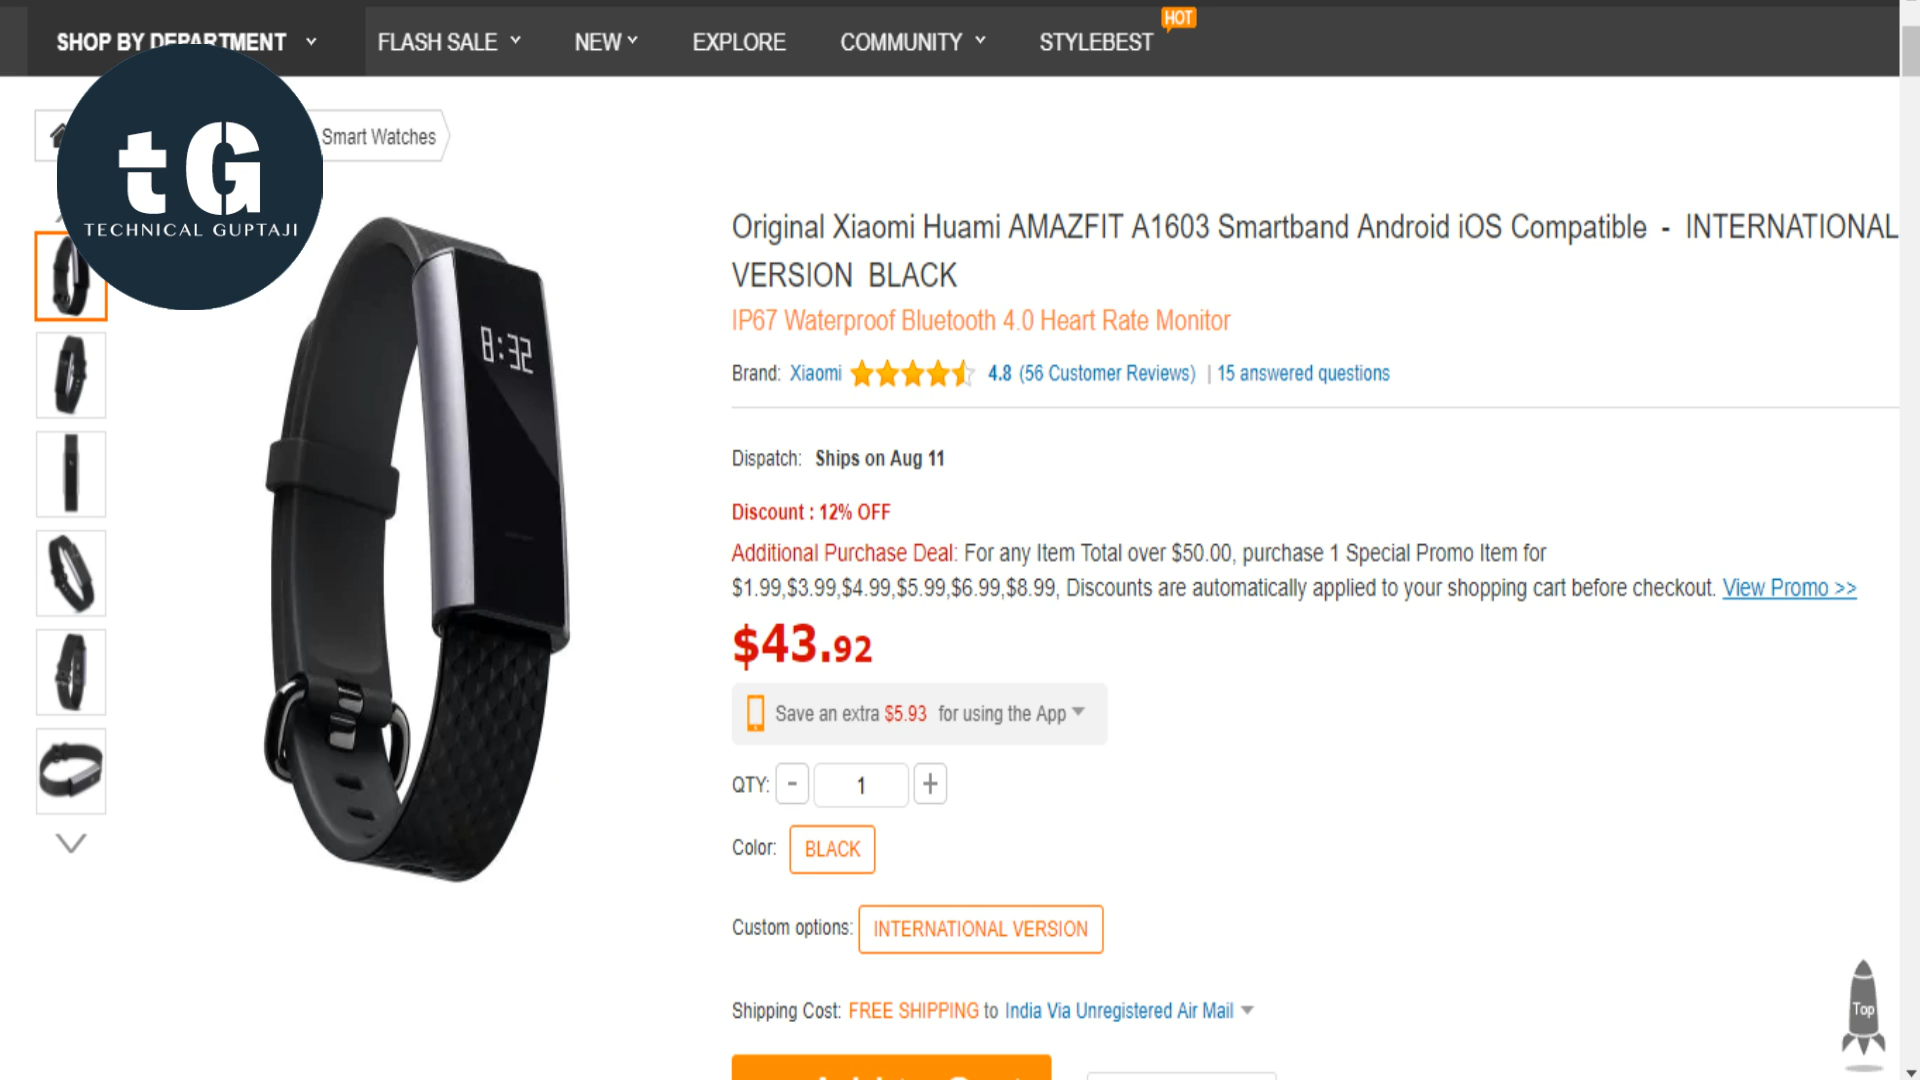 SHOP BY DEPARTMENT
FLASH SALE
NEW
EXPLORE
COMMUNITY
STYLEBEST
HOT
tG
TECHNICAL GUPTAJI
Smart Watches
8:32
Original Xiaomi Huami AMAZFIT A1603 Smartband Android iOS Compatible - INTERNATIONAL
VERSION BLACK
IP67 Waterproof Bluetooth 4.0 Heart Rate Monitor
Brand: Xiaomi 4.8 (56 Customer Reviews) | 15 answered questions
Dispatch: Ships on Aug 11
Discount : 12% OFF
Additional Purchase Deal: For any Item Total over $50.00, purchase 1 Special Promo Item for
$1.99,$3.99,$4.99,$5.99,$6.99,$8.99, Discounts are automatically applied to your shopping cart before checkout. View Promo >>
$43.92
Save an extra $5.93 for using the App
QTY: - 1 +
Color: BLACK
Custom options: INTERNATIONAL VERSION
Shipping Cost: FREE SHIPPING to India Via Unregistered Air Mail
Top